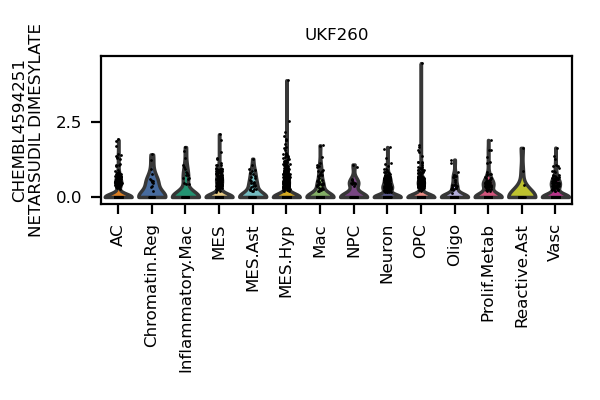 UKF260
CHEMBL4594251
NETARSUDIL DIMESYLATE
2.5
0.0
AC
Chromatin.Reg
Inflammatory.Mac
MES
MES.Ast
MES.Hyp
Mac
NPC
Neuron
OPC
Oligo
Prolif.Metab
Reactive.Ast
Vasc